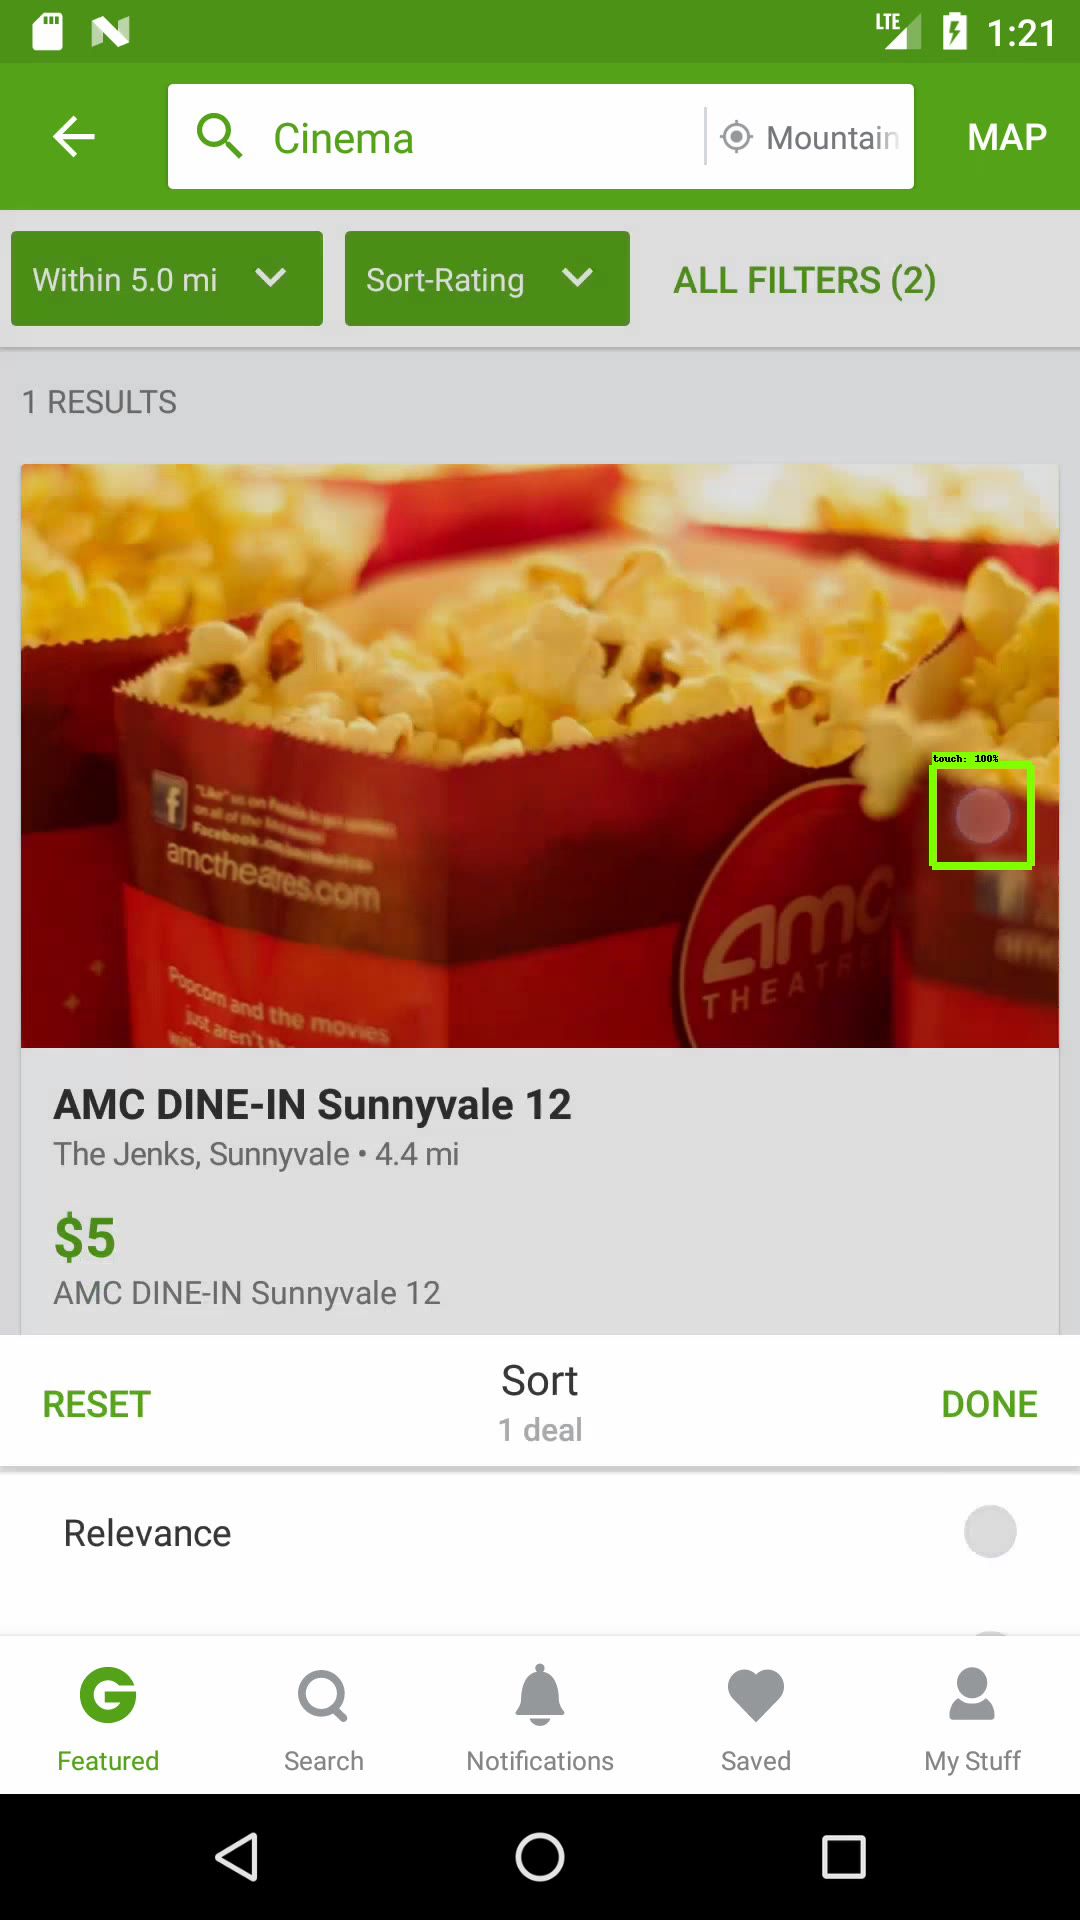 LTE 1:21
Cinema Mountain MAP
Within 5.0 mi Sort-Rating ALL FILTERS (2)
1 RESULTS
touch: 100%
"Like" us on
Facebook
amctheatres.com
amc
THEATR
Popcorn and the movies
just aren't
AMC DINE-IN Sunnyvale 12
The Jenks, Sunnyvale • 4.4 mi
$5
AMC DINE-IN Sunnyvale 12
RESET Sort DONE
1 deal
Relevance
Featured Search Notifications Saved My Stuff